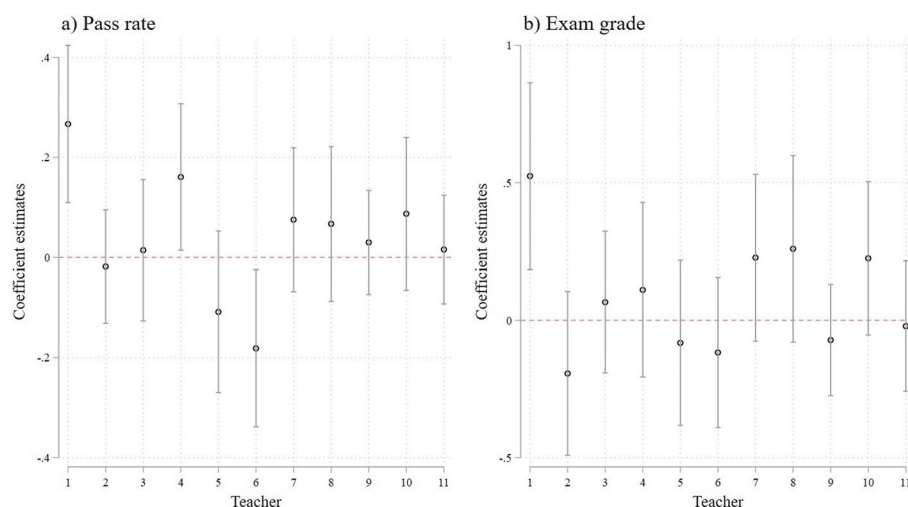 a) Pass rate
Coefficient estimates
.4
.2
0
-.2
-.4
1 2 3 4 5 6 7 8 9 10 11
Teacher
b) Exam grade
Coefficient estimates
1
.5
0
-.5
1 2 3 4 5 6 7 8 9 10 11
Teacher